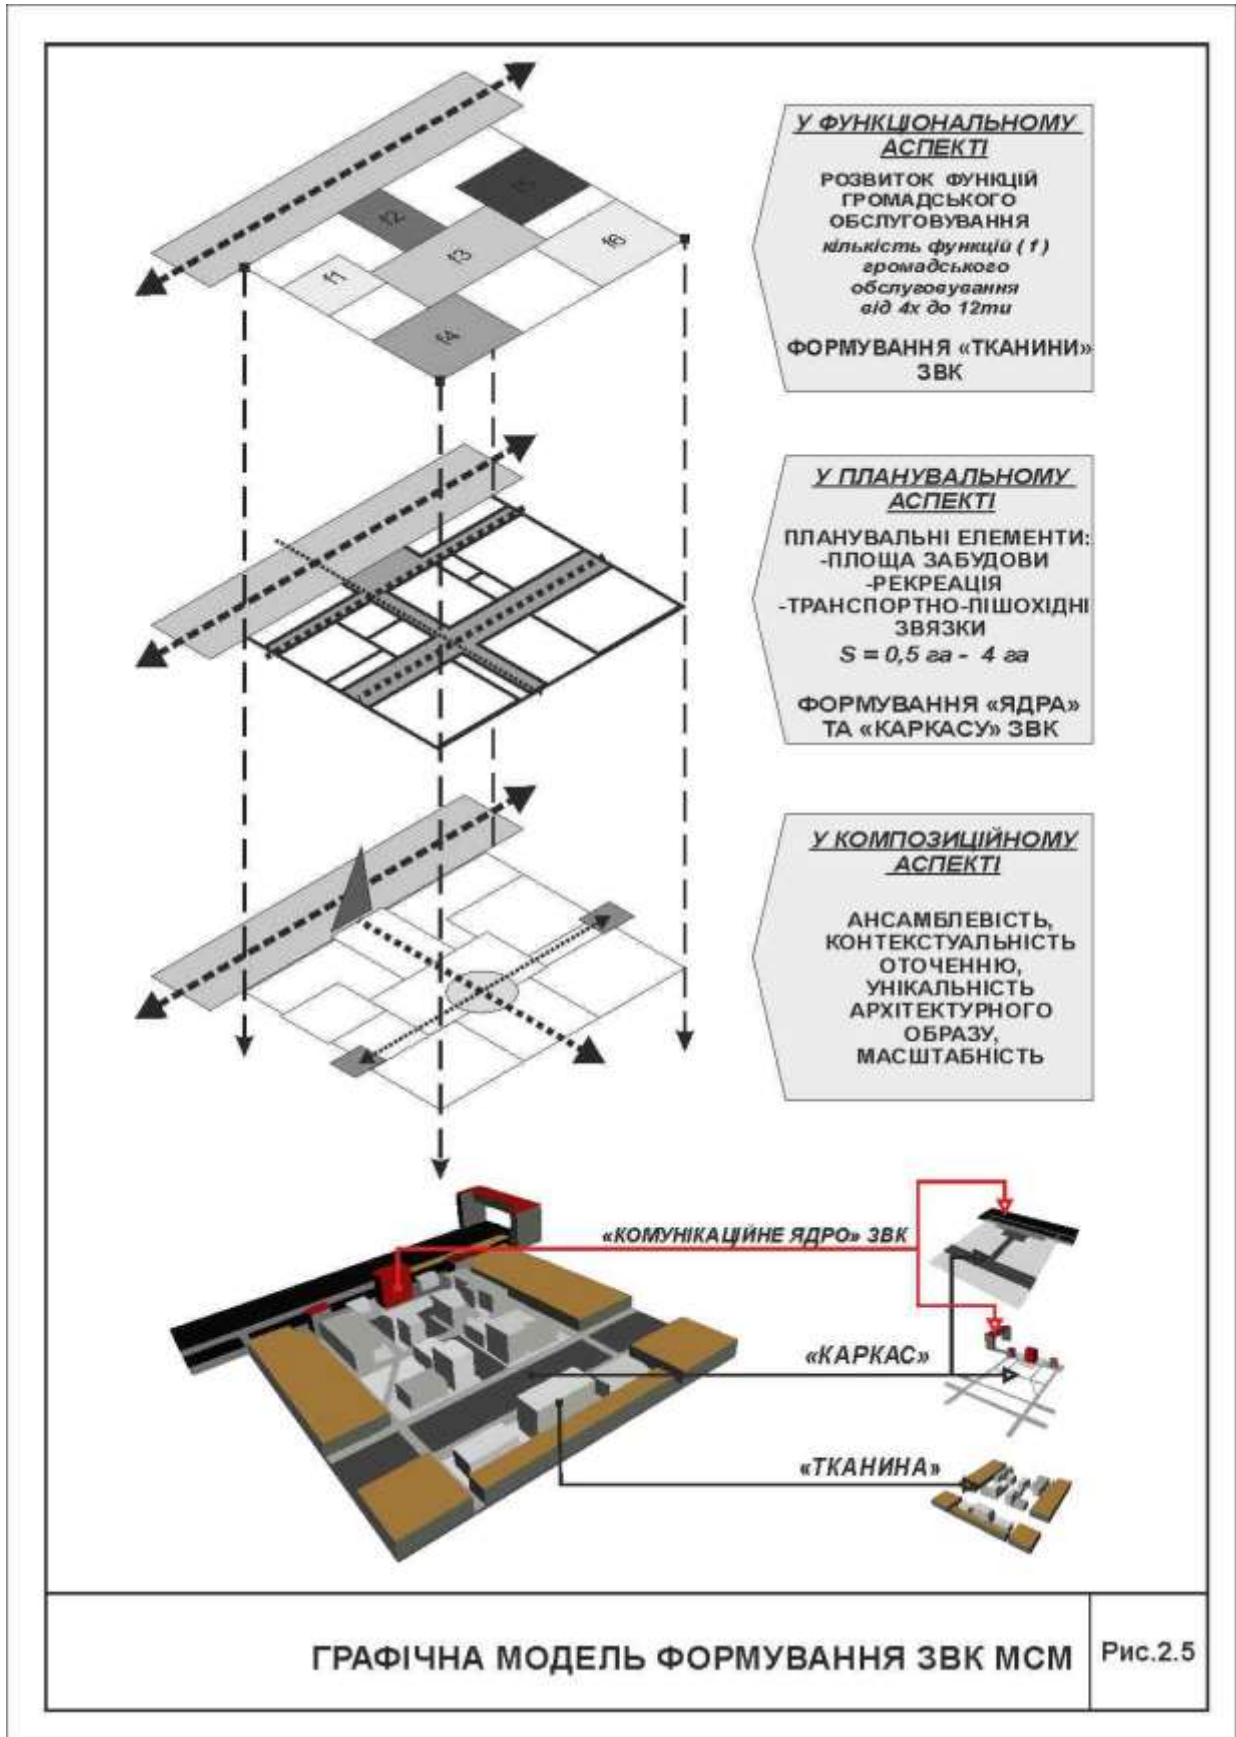 f5
f2
f6
f3
f1
f4
У ФУНКЦІОНАЛЬНОМУ
АСПЕКТІ
РОЗВИТОК ФУНКЦІЙ
ГРОМАДСЬКОГО
ОБСЛУГОВУВАННЯ
кількість функцій ( f )
громадського
обслуговування
від 4х до 12ти
ФОРМУВАННЯ «ТКАНИНИ»
ЗВК
У ПЛАНУВАЛЬНОМУ
АСПЕКТІ
ПЛАНУВАЛЬНІ ЕЛЕМЕНТИ:
-ПЛОЩА ЗАБУДОВИ
-РЕКРЕАЦІЯ
-ТРАНСПОРТНО-ПІШОХІДНІ
ЗВЯЗКИ
S = 0,5 га - 4 га
ФОРМУВАННЯ «ЯДРА»
ТА «КАРКАСУ» ЗВК
У КОМПОЗИЦІЙНОМУ
АСПЕКТІ
АНСАМБЛЕВІСТЬ,
КОНТЕКСТУАЛЬНІСТЬ
ОТОЧЕННЮ,
УНІКАЛЬНІСТЬ
АРХІТЕКТУРНОГО
ОБРАЗУ,
МАСШТАБНІСТЬ
«КОМУНІКАЦІЙНЕ ЯДРО» ЗВК
«КАРКАС»
«ТКАНИНА»
ГРАФІЧНА МОДЕЛЬ ФОРМУВАННЯ ЗВК МСМ
Рис.2.5